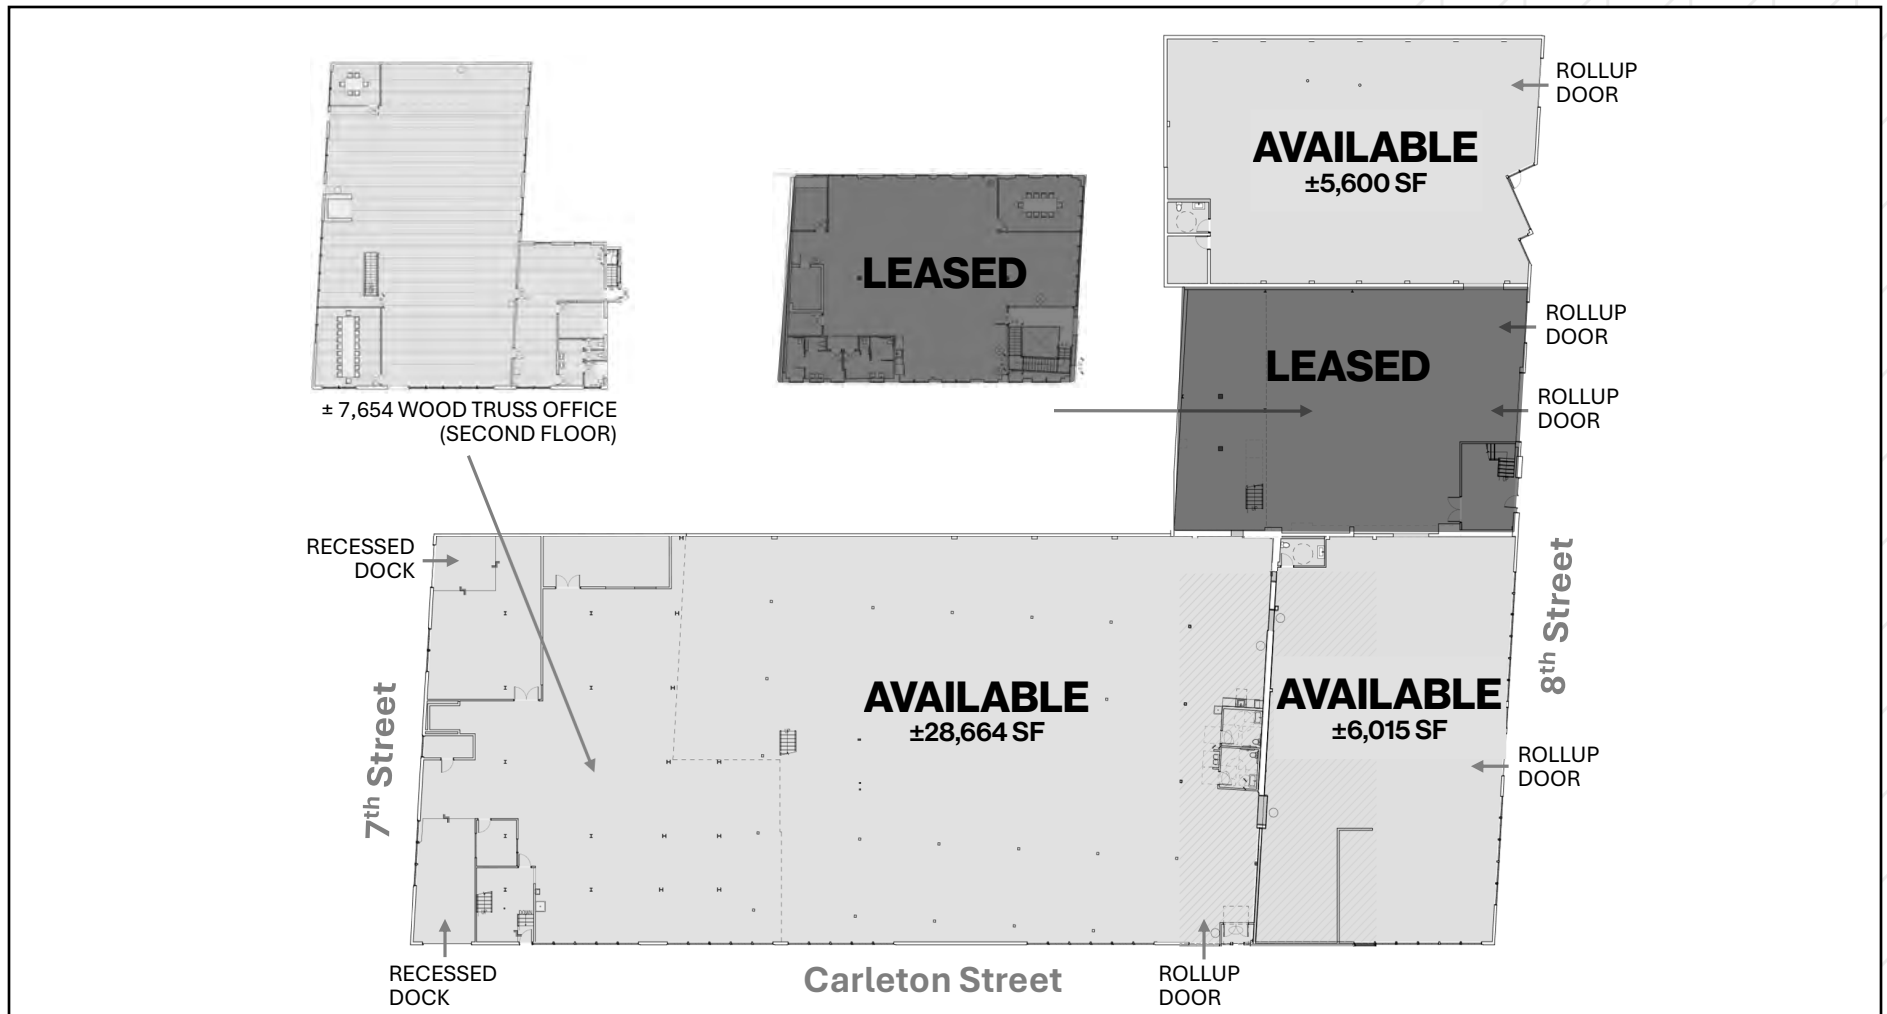 ROLLUP
DOOR
AVAILABLE
±5,600 SF
LEASED
ROLLUP
DOOR
LEASED
ROLLUP
DOOR
± 7,654 WOOD TRUSS OFFICE
(SECOND FLOOR)
RECESSED
DOCK
8th Street
7th Street
AVAILABLE
±28,664 SF
AVAILABLE
±6,015 SF
ROLLUP
DOOR
RECESSED
DOCK
Carleton Street
ROLLUP
DOOR